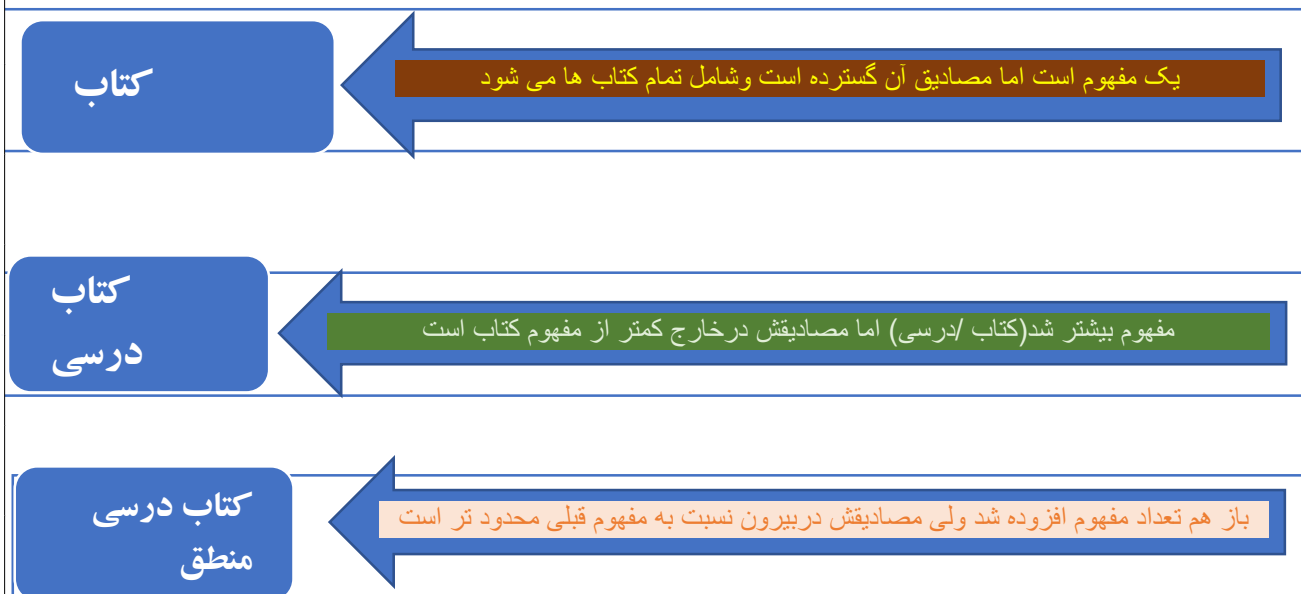 یک مفهوم است اما مصادیق آن گسترده است وشامل تمام کتاب ها می شود
کتاب
مفهوم بیشتر شد(کتاب /درسی) اما مصادیقش درخارج کمتر از مفهوم کتاب است
کتاب
درسی
باز هم تعداد مفهوم افزوده شد ولی مصادیقش دربیرون نسبت به مفهوم قبلی محدود تر است
کتاب درسی
منطق